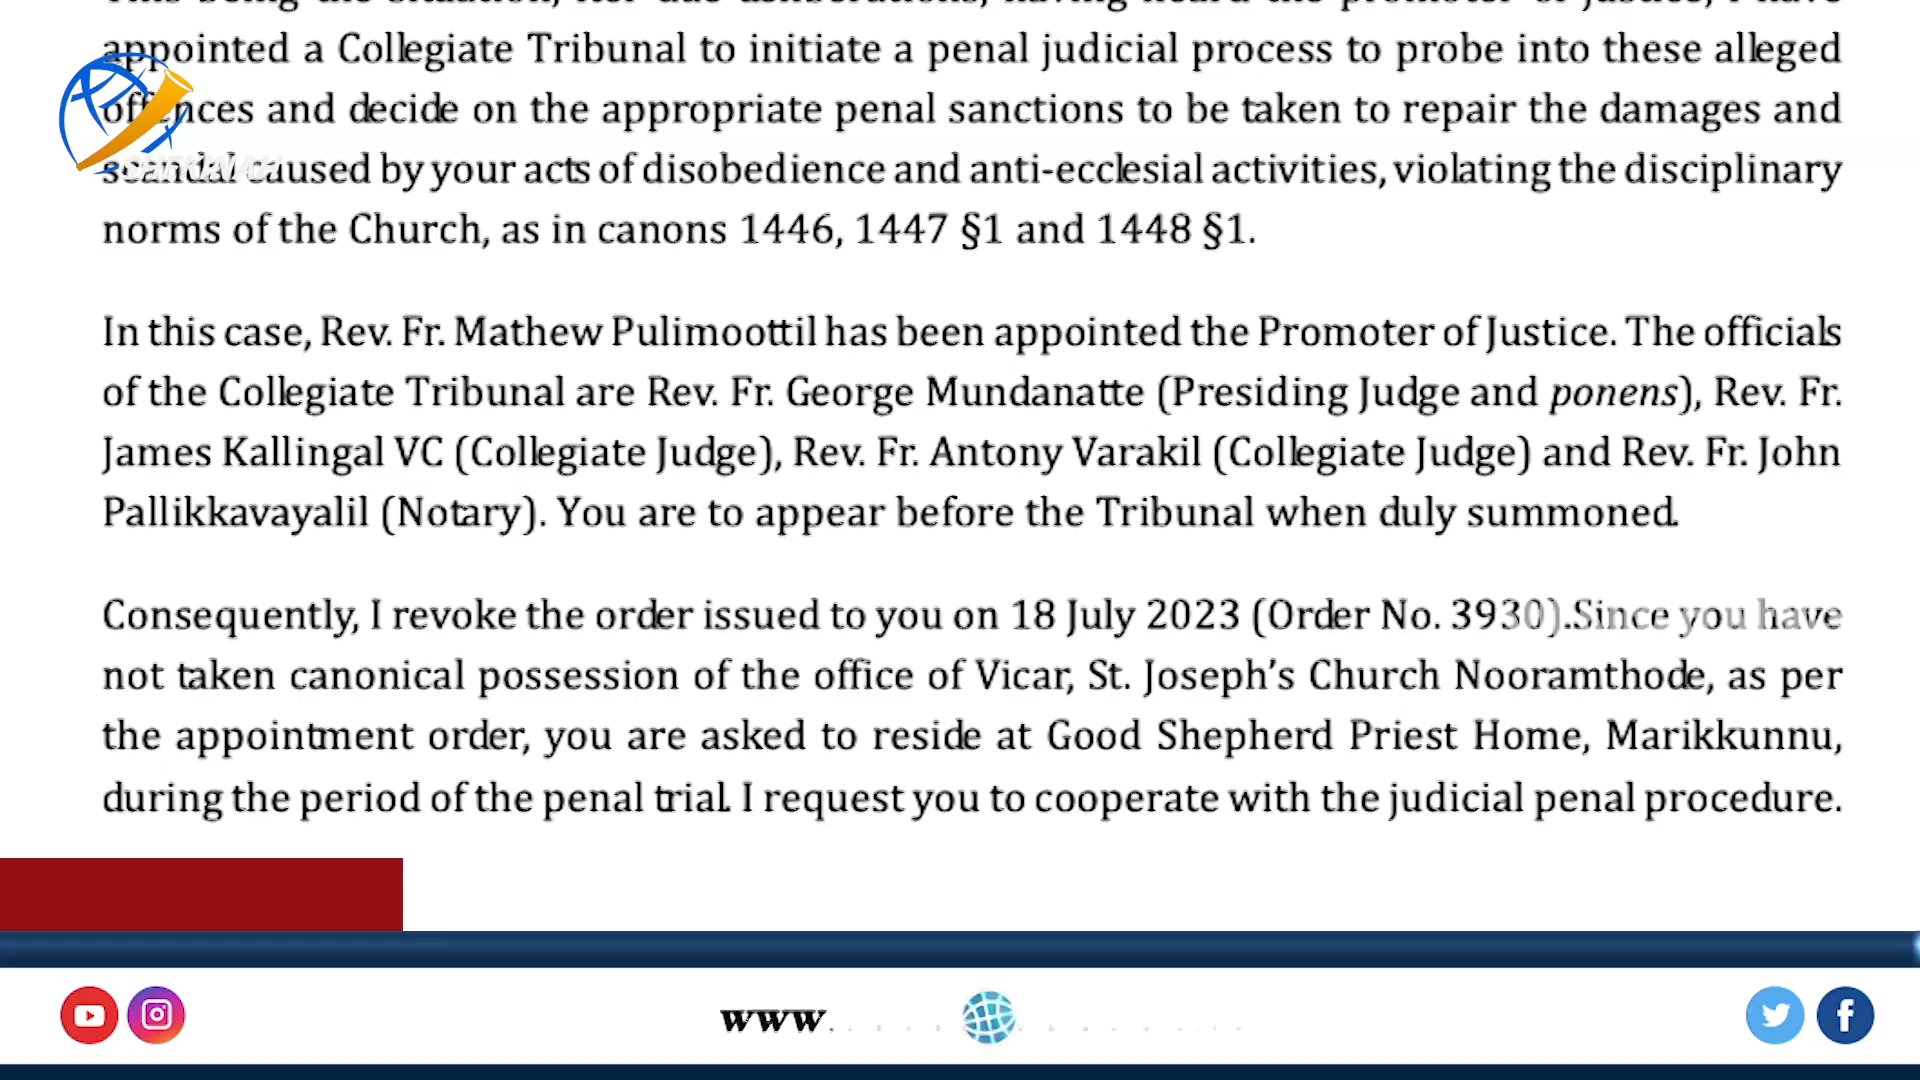 appointed a Collegiate Tribunal to initiate a penal judicial process to probe into these alleged
offences and decide on the appropriate penal sanctions to be taken to repair the damages and
scandal caused by your acts of disobedience and anti-ecclesial activities, violating the disciplinary
norms of the Church, as in canons 1446, 1447 §1 and 1448 §1.
In this case, Rev. Fr. Mathew Pulimoottil has been appointed the Promoter of Justice. The officials
of the Collegiate Tribunal are Rev. Fr. George Mundanatte (Presiding Judge and ponens), Rev. Fr.
James Kallingal VC (Collegiate Judge), Rev. Fr. Antony Varakil (Collegiate Judge) and Rev. Fr. John
Pallikkavayalil (Notary). You are to appear before the Tribunal when duly summoned.
Consequently, I revoke the order issued to you on 18 July 2023 (Order No. 3930).Since you have
not taken canonical possession of the office of Vicar, St. Joseph's Church Nooramthode, as per
the appointment order, you are asked to reside at Good Shepherd Priest Home, Marikkunnu,
during the period of the penal trial. I request you to cooperate with the judicial penal procedure.
SHEKINAH
www.